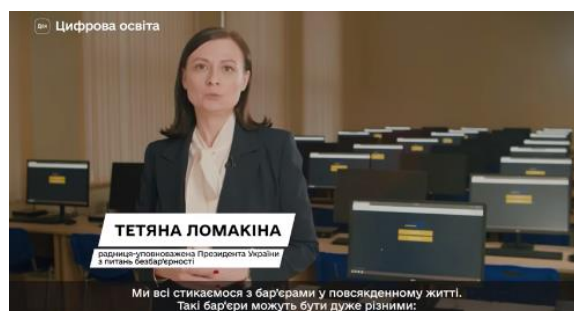 Дія Цифрова освіта
ТЕТЯНА ЛОМАКІНА
радниця-уповноважена Президента України
з питань безбар'єрності
Ми всі стикаємося з бар'єрами у повсякденному житті.
Такі бар'єри можуть бути дуже різними: